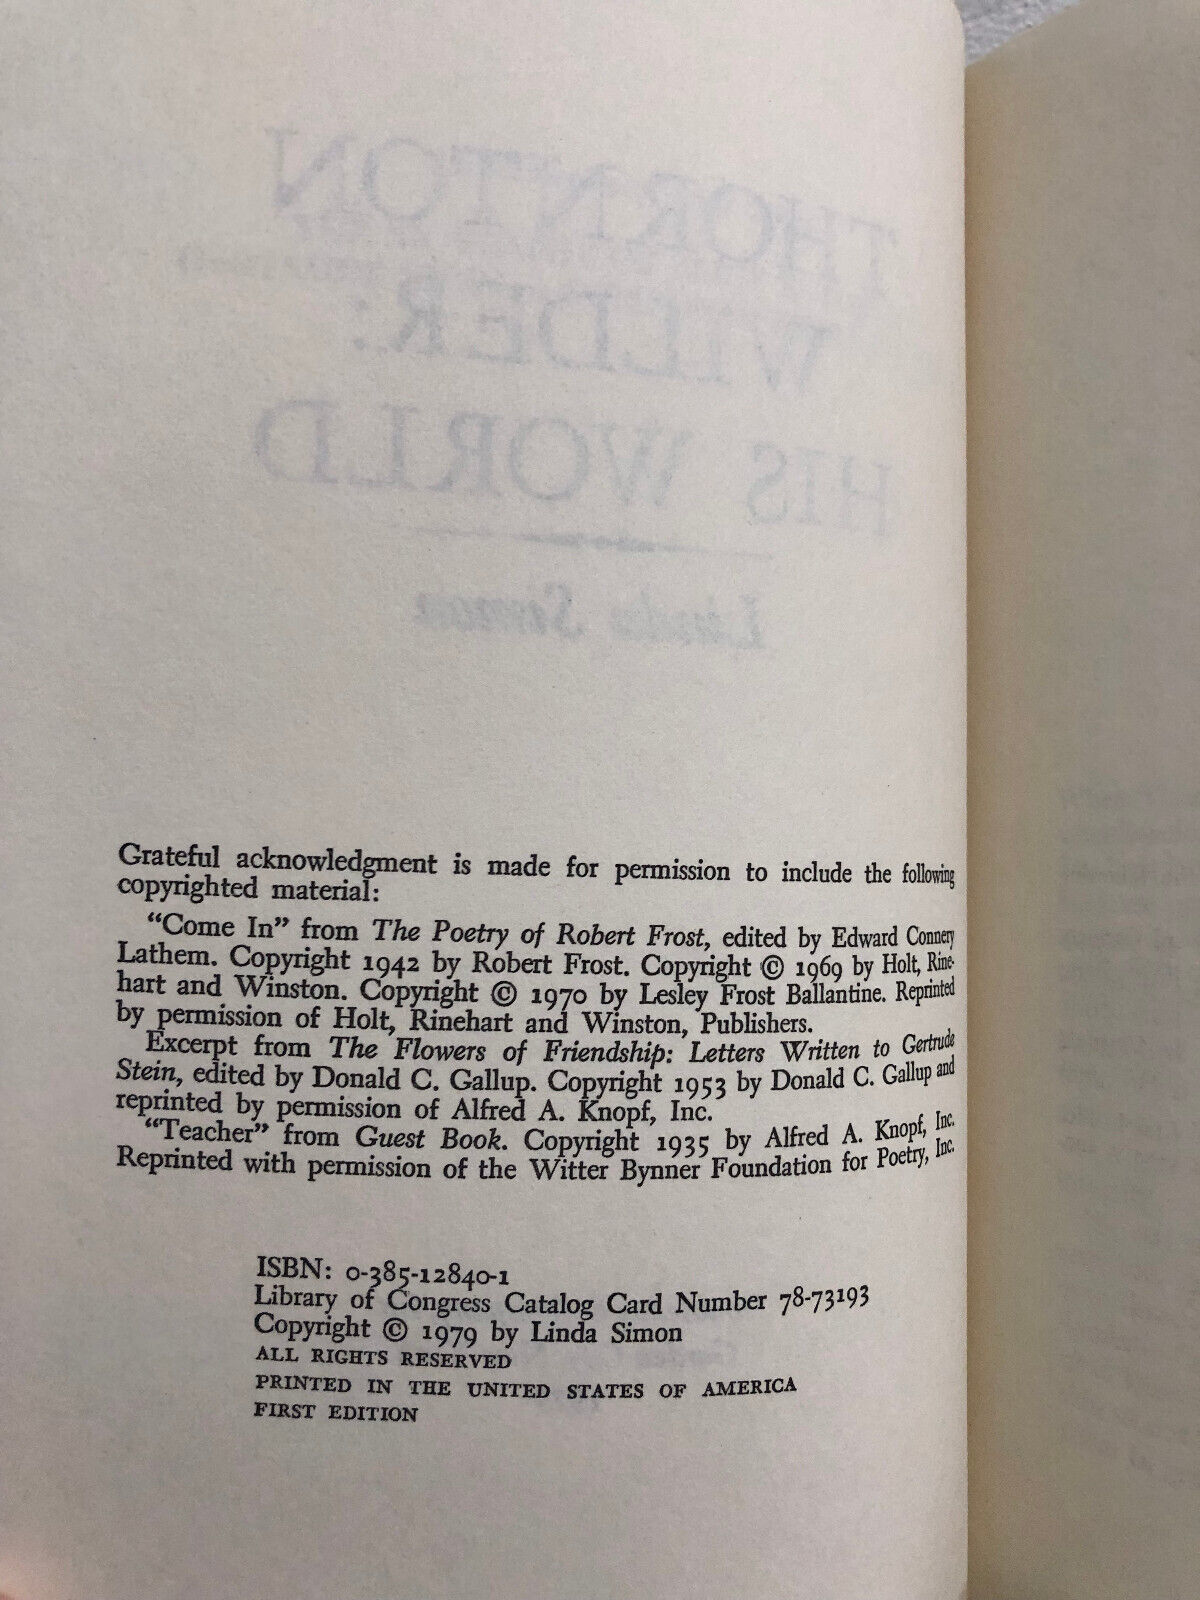 THORNTON
WILDER:
HIS WORLD
Linda Simon
Grateful acknowledgment is made for permission to include the following
copyrighted material:
“Come In” from The Poetry of Robert Frost, edited by Edward Connery
Lathem. Copyright 1942 by Robert Frost. Copyright © 1969 by Holt, Rine-
hart and Winston. Copyright © 1970 by Lesley Frost Ballantine. Reprinted
by permission of Holt, Rinehart and Winston, Publishers.
Excerpt from The Flowers of Friendship: Letters Written to Gertrude
Stein, edited by Donald C. Gallup. Copyright 1953 by Donald C. Gallup and
reprinted by permission of Alfred A. Knopf, Inc.
“Teacher” from Guest Book. Copyright 1935 by Alfred A. Knopf, Inc.
Reprinted with permission of the Witter Bynner Foundation for Poetry, Inc.
ISBN: 0-385-12840-1
Library of Congress Catalog Card Number 78-73193
Copyright © 1979 by Linda Simon
ALL RIGHTS RESERVED
PRINTED IN THE UNITED STATES OF AMERICA
FIRST EDITION